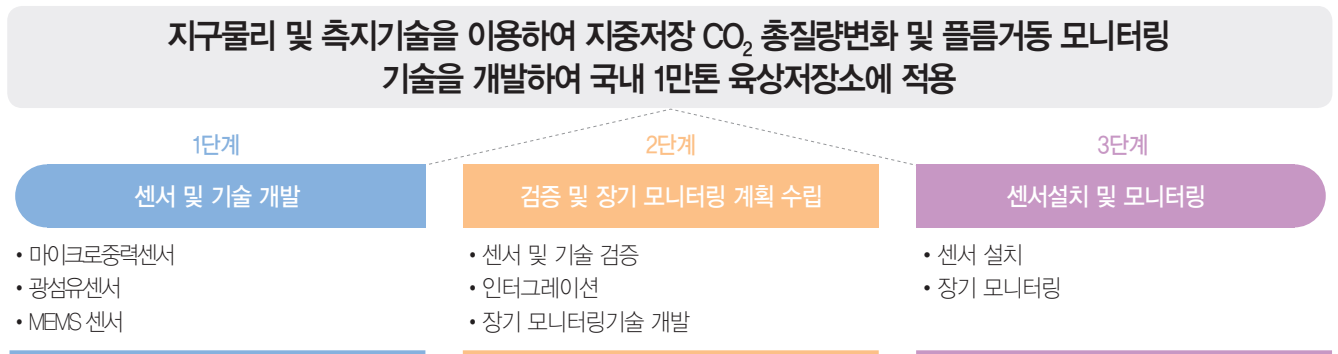 지구물리 및 측지기술을 이용하여 지중저장 CO₂ 총질량변화 및 플름거동 모니터링
기술을 개발하여 국내 1만톤 육상저장소에 적용
1단계
센서 및 기술 개발
• 마이크로중력센서
• 광섬유센서
• MEMS 센서
2단계
검증 및 장기 모니터링 계획 수립
• 센서 및 기술 검증
• 인터그레이션
• 장기 모니터링기술 개발
3단계
센서설치 및 모니터링
• 센서 설치
• 장기 모니터링